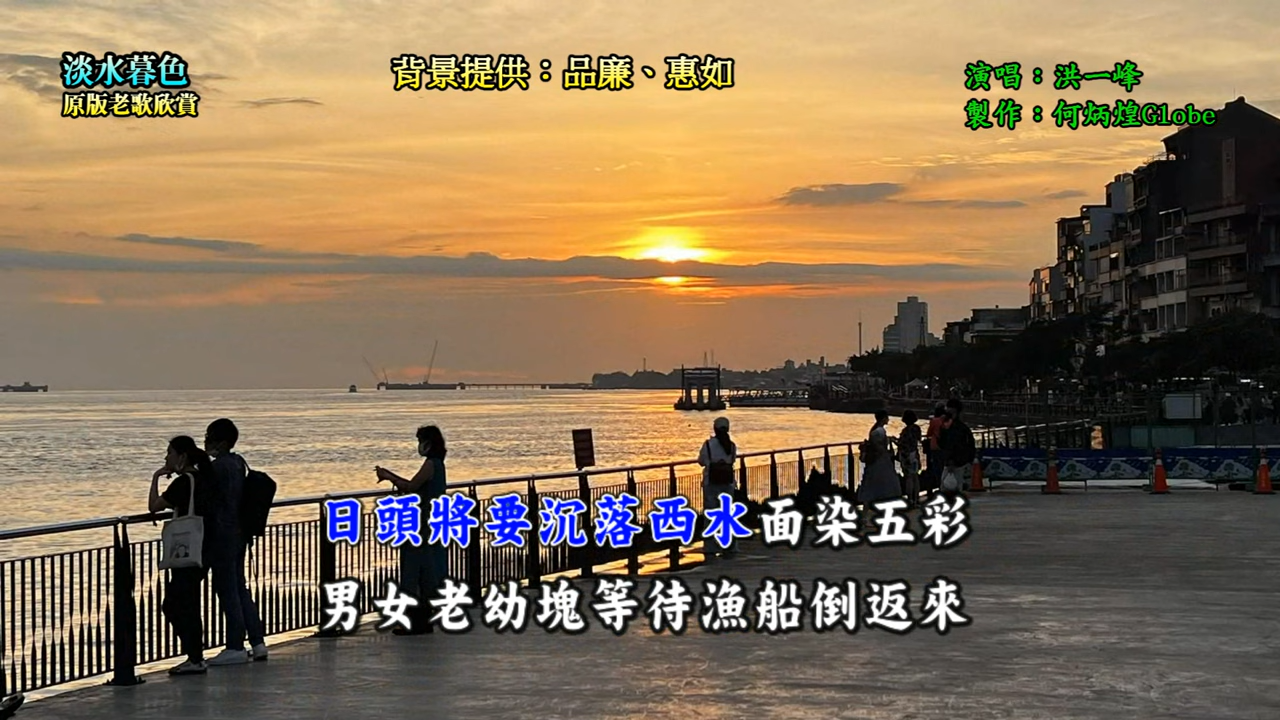 淡水暮色
原版老歌欣賞
背景提供：品廉、惠如
演唱：洪一峰
製作：何炳煌Globe
日頭將要沉落西水面染五彩
男女老幼塊等待漁船倒返來